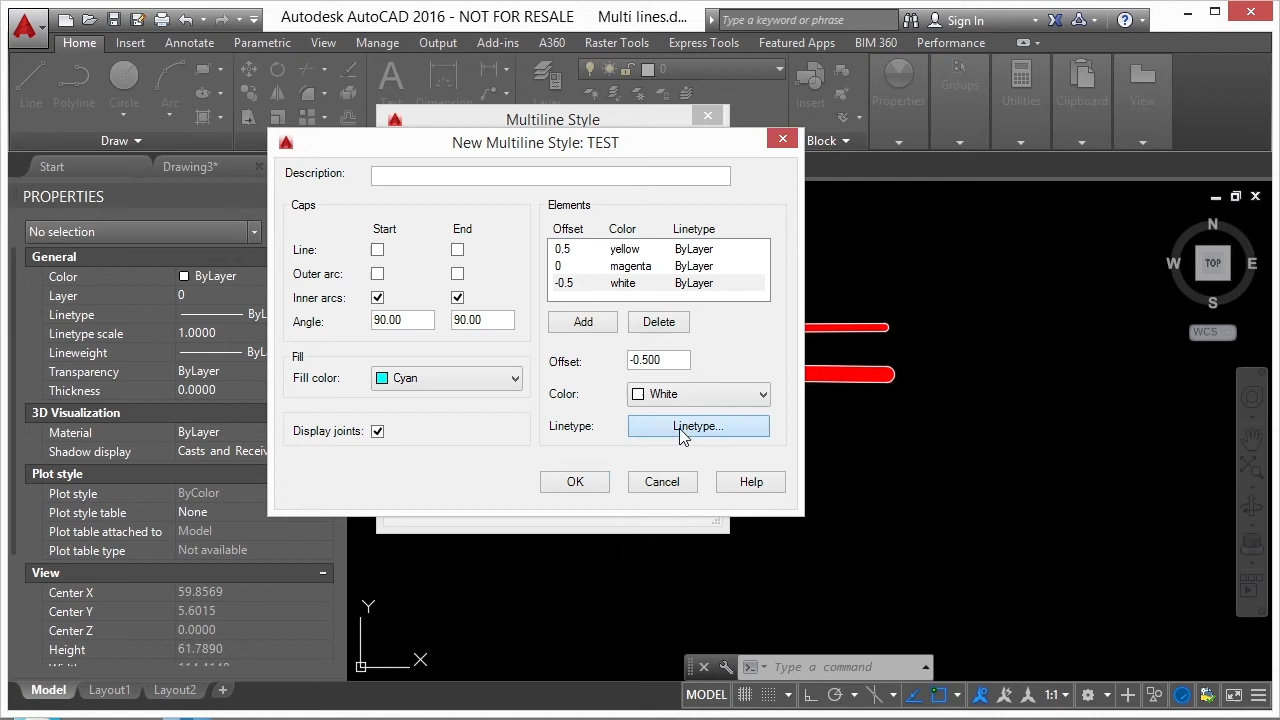 Autodesk AutoCAD 2016 - NOT FOR RESALE Multi lines.d... Type a keyword or phrase Sign In
Home Insert Annotate Parametric View Manage Output Add-ins A360 Raster Tools Express Tools Featured Apps BIM 360 Performance
0
Line Polyline Circle Arc Text Dimension Layer Insert Properties Groups Utilities Clipboard View
Draw Block
Start Drawing3*
Multiline Style
New Multiline Style: TEST
Description:
Caps
Start End
Line:
Outer arc:
Inner arcs:
Angle: 90.00 90.00
Fill
Fill color: Cyan
Display joints:
Elements
Offset Color Linetype
0.5 yellow ByLayer
0 magenta ByLayer
-0.5 white ByLayer
Add Delete
Offset: -0.500
Color: White
Linetype: Linetype...
OK Cancel Help
PROPERTIES
No selection
General
Color ByLayer
Layer 0
Linetype ByL
Linetype scale 1.0000
Lineweight ByL
Transparency ByLayer
Thickness 0.0000
3D Visualization
Material ByLayer
Shadow display Casts and Receiv
Plot style
Plot style ByColor
Plot style table None
Plot table attached to Model
Plot table type Not available
View
Center X 59.8569
Center Y 5.6015
Center Z 0.0000
Height 61.7890
N
W TOP E
S
WCS
Y
X
Type a command
Model Layout1 Layout2 +
MODEL 1:1